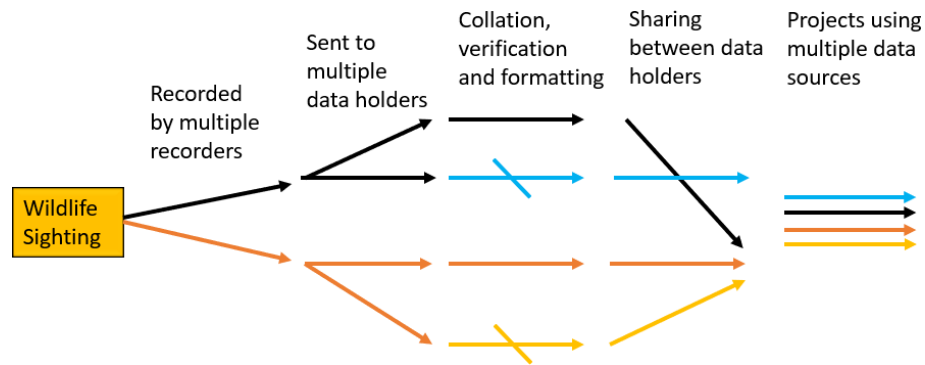 Wildlife
Sighting
Recorded
by multiple
recorders
Sent to
multiple
data holders
Collation,
verification
and formatting
Sharing
between data
holders
Projects using
multiple data
sources